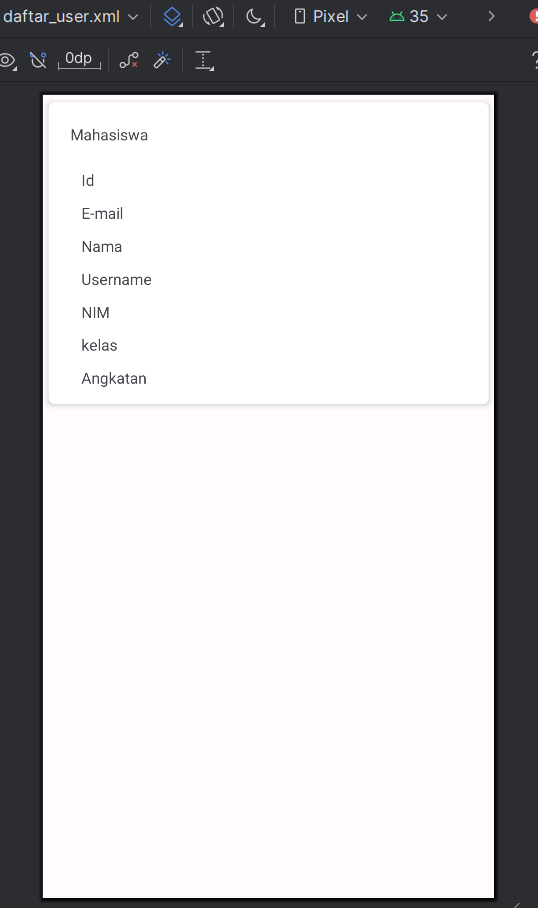 daftar_user.xml Pixel 35
0dp ?
Mahasiswa
Id
E-mail
Nama
Username
NIM
kelas
Angkatan